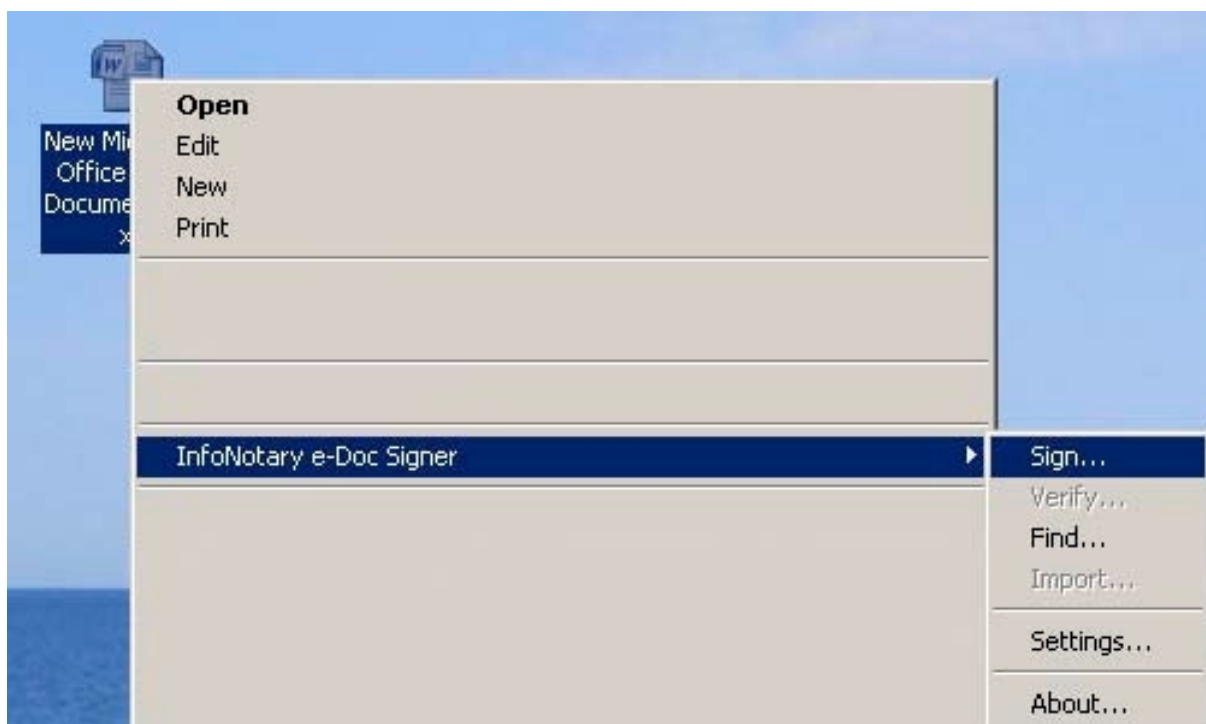 New Mi
Office
Docume
x
Open
Edit
New
Print
InfoNotary e-Doc Signer
Sign...
Verify...
Find...
Import...
Settings...
About...